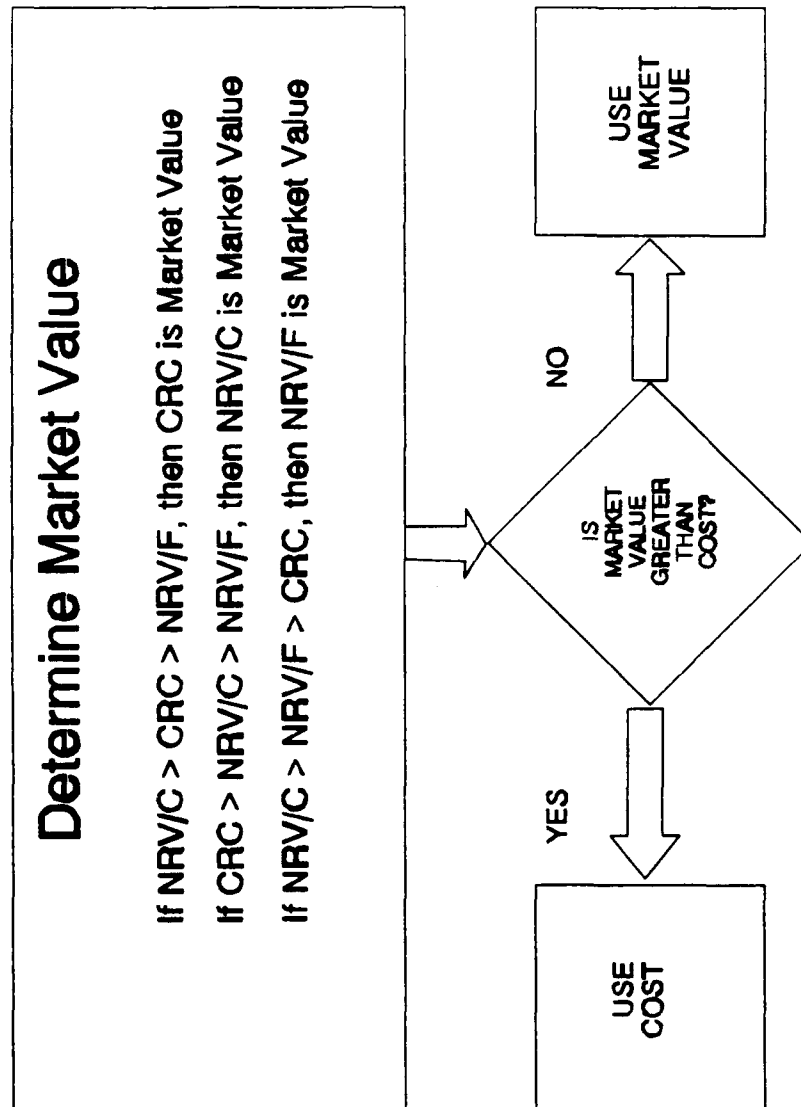 Determine Market Value
If NRV/C > CRC > NRV/F, then CRC is Market Value
If CRC > NRV/C > NRV/F, then NRV/C is Market Value
If NRV/C > NRV/F > CRC, then NRV/F is Market Value
USE
COST
YES
IS
MARKET
VALUE
GREATER
THAN
COST?
NO
USE
MARKET
VALUE